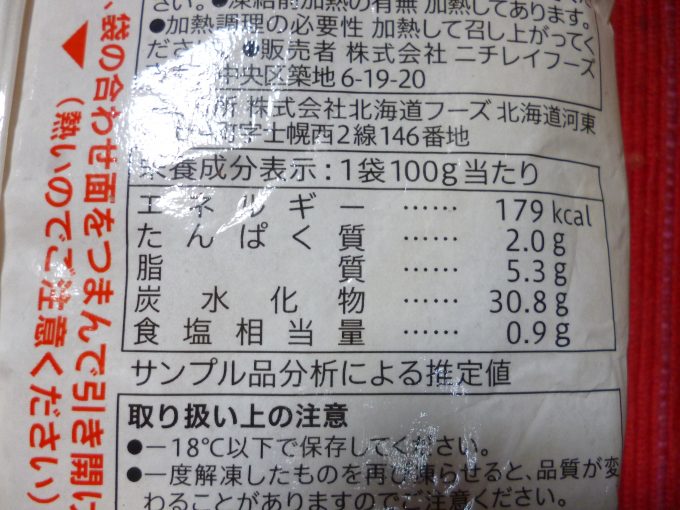 さい。●凍結前加熱の有無 加熱してあります。
●加熱調理の必要性 加熱して召し上がってく
ださ ●販売者 株式会社 ニチレイフーズ
中央区築地6-19-20
所 株式会社北海道フーズ 北海道河東
字士幌西2線146番地
栄養成分表示:1袋100g当たり
エネルギー …… 179kcal
たんぱく質 …… 2.0g
脂質 …… 5.3g
炭水化物 …… 30.8g
食塩相当量 …… 0.9g
サンプル品分析による推定値
取り扱い上の注意
●-18℃以下で保存してください。
●一度解凍したものを再び凍らせると、品質が変
わることがありますのでご注意ください。
袋の合わせ面をつまんで引き開け
(熱いのでご注意ください)